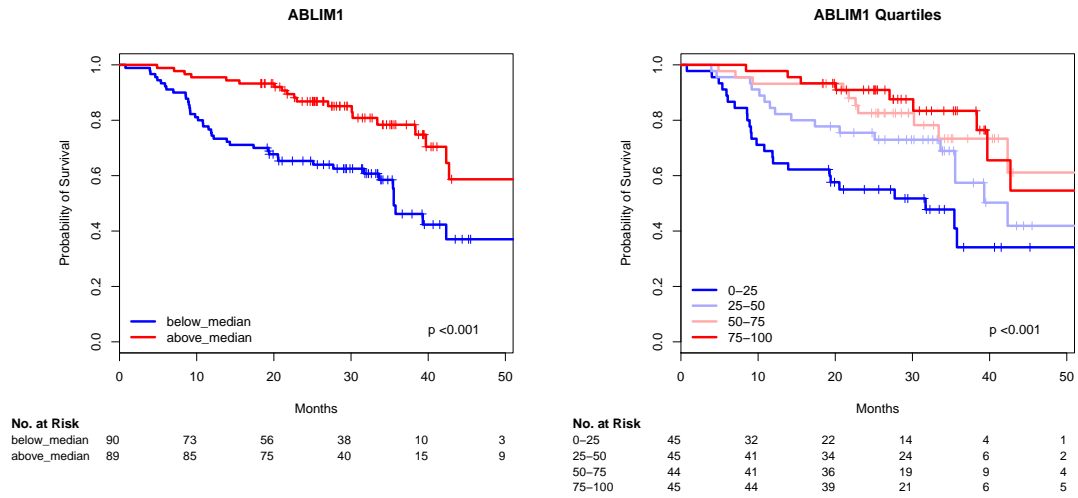 ABLIM1
Probability of Survival
1.0
0.8
0.6
0.4
0.2
0.0
below_median
above_median
p <0.001
0 10 20 30 40 50
Months
No. at Risk
below_median 90 73 56 38 10 3
above_median 89 85 75 40 15 9
ABLIM1 Quartiles
Probability of Survival
1.0
0.8
0.6
0.4
0.2
0.0
0−25
25−50
50−75
75−100
p <0.001
0 10 20 30 40 50
Months
No. at Risk
0−25 45 32 22 14 4 1
25−50 45 41 34 24 6 2
50−75 44 41 36 19 9 4
75−100 45 44 39 21 6 5